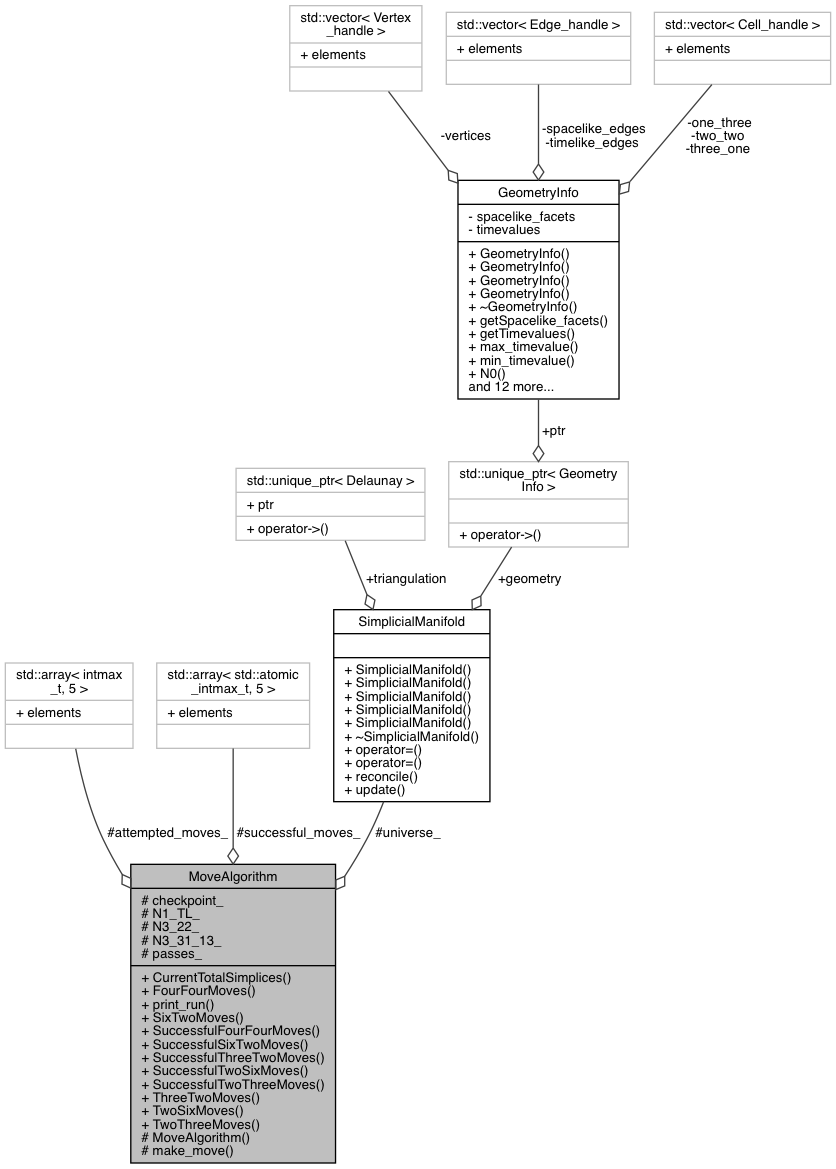 std::vector< Vertex
_handle >
+ elements
std::vector< Edge_handle >
+ elements
std::vector< Cell_handle >
+ elements
-vertices
-spacelike_edges
-timelike_edges
-one_three
-two_two
-three_one
GeometryInfo
- spacelike_facets
- timevalues
+ GeometryInfo()
+ GeometryInfo()
+ GeometryInfo()
+ GeometryInfo()
+ ~GeometryInfo()
+ getSpacelike_facets()
+ getTimevalues()
+ max_timevalue()
+ min_timevalue()
+ N0()
and 12 more...
+ptr
std::unique_ptr< Delaunay >
+ ptr
+ operator->()
std::unique_ptr< Geometry
Info >
+ operator->()
+triangulation
+geometry
SimplicialManifold
+ SimplicialManifold()
+ SimplicialManifold()
+ SimplicialManifold()
+ SimplicialManifold()
+ SimplicialManifold()
+ ~SimplicialManifold()
+ operator=()
+ operator=()
+ reconcile()
+ update()
std::array< intmax
_t, 5 >
+ elements
std::array< std::atomic
_intmax_t, 5 >
+ elements
#attempted_moves_
#successful_moves_
#universe_
MoveAlgorithm
# checkpoint_
# N1_TL_
# N3_22_
# N3_31_13_
# passes_
+ CurrentTotalSimplices()
+ FourFourMoves()
+ print_run()
+ SixTwoMoves()
+ SuccessfulFourFourMoves()
+ SuccessfulSixTwoMoves()
+ SuccessfulThreeTwoMoves()
+ SuccessfulTwoSixMoves()
+ SuccessfulTwoThreeMoves()
+ ThreeTwoMoves()
+ TwoSixMoves()
+ TwoThreeMoves()
# MoveAlgorithm()
# make_move()